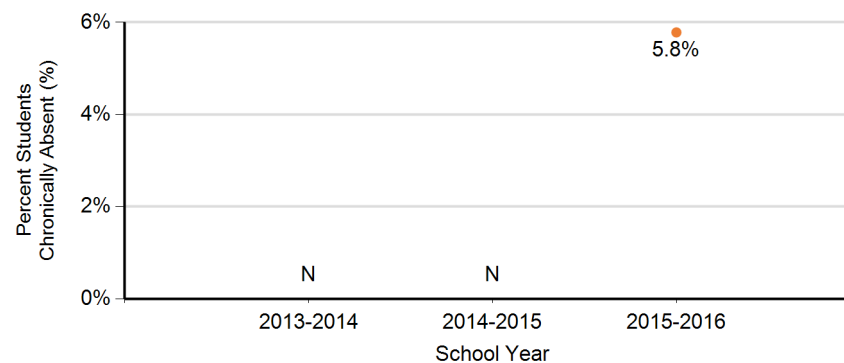 Percent Students
Chronically Absent (%)
6%
4%
2%
0%
5.8%
N
N
2013-2014
2014-2015
2015-2016
School Year